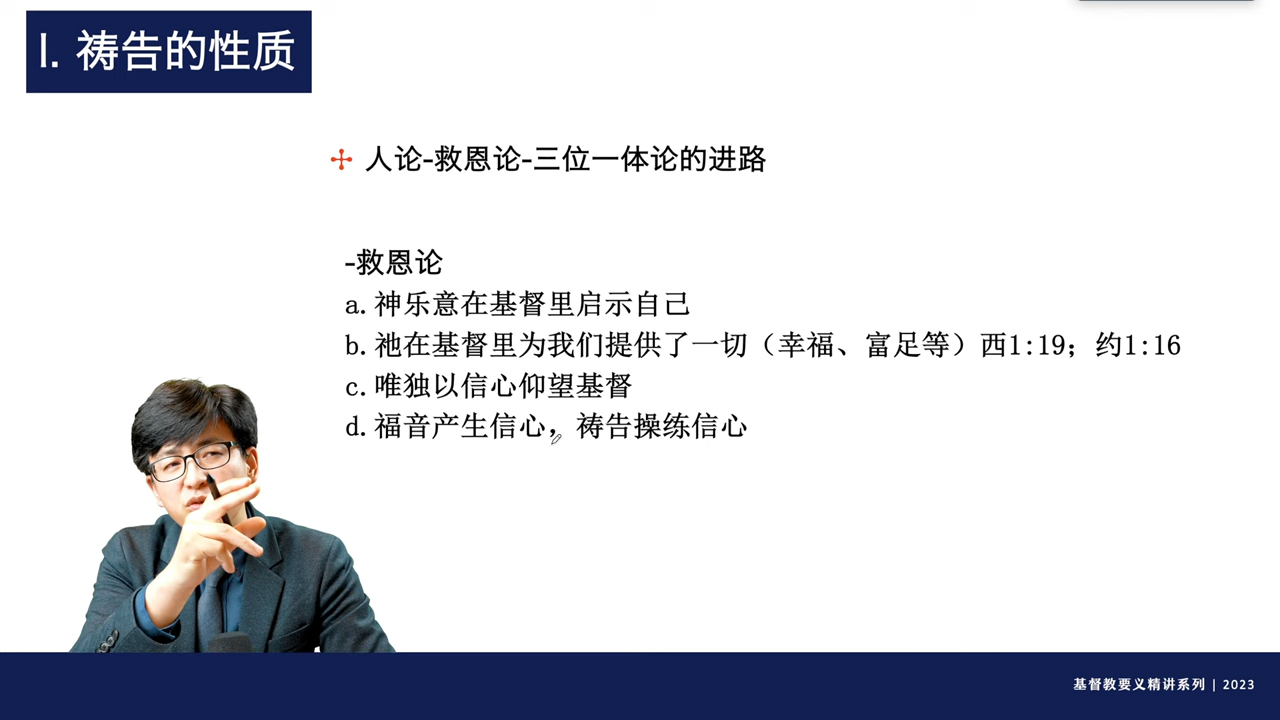 I. 祷告的性质
人论-救恩论-三位一体论的进路
-救恩论
a. 神乐意在基督里启示自己
b. 祂在基督里为我们提供了一切（幸福、富足等）西1:19；约1:16
c. 唯独以信心仰望基督
d. 福音产生信心，祷告操练信心
基督教要义精讲系列 | 2023